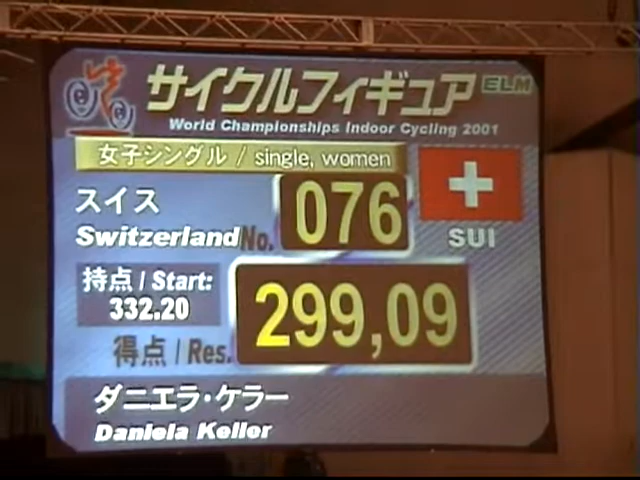 サイクルフィギュア ELM
World Championships Indoor Cycling 2001
女子シングル / single, women
スイス
Switzerland No. 076
SUI
持点 / Start:
332.20
299,09
得点 / Res.
ダニエラ・ケラー
Daniela Keller